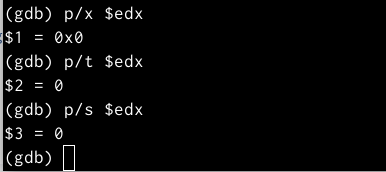 (gdb) p/x $edx
$1 = 0x0
(gdb) p/t $edx
$2 = 0
(gdb) p/s $edx
$3 = 0
(gdb)